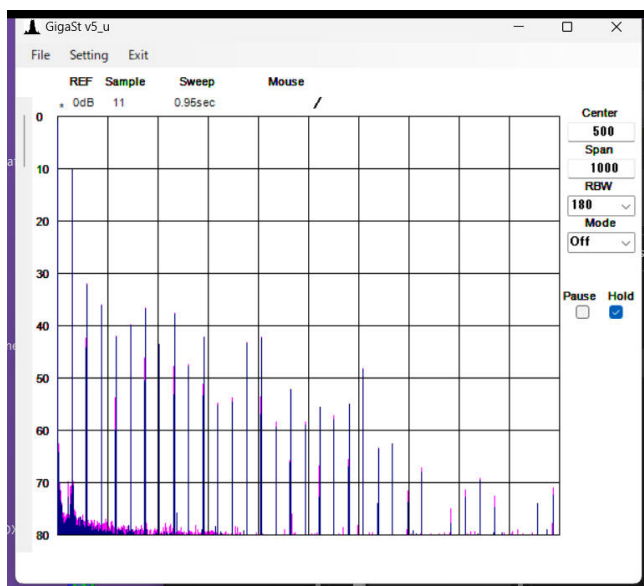 GigaSt v5_u
File Setting Exit
REF Sample Sweep Mouse
* 0dB 11 0.95sec /
0
10
20
30
40
50
60
70
80
Center
500
Span
1000
RBW
180
Mode
Off
Pause Hold